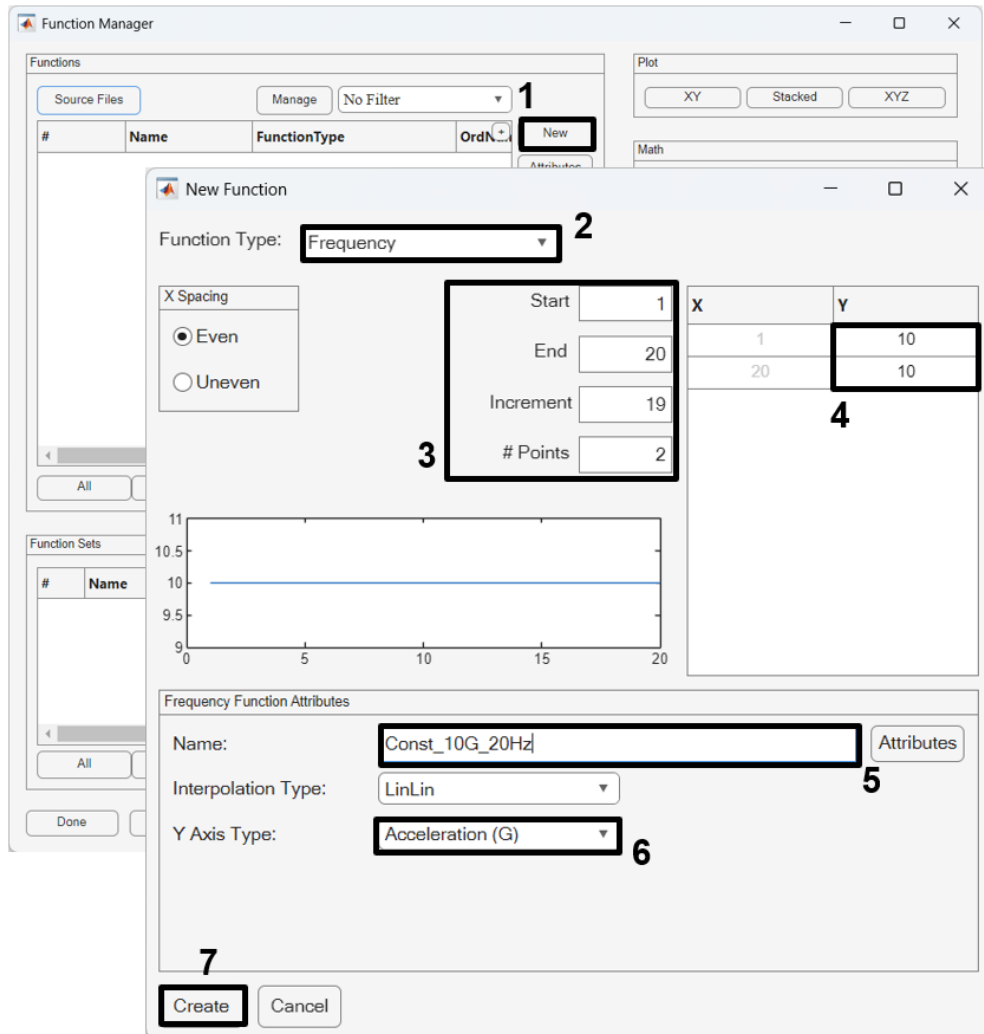 Function Manager
Functions
Plot
Source Files
Manage
No Filter
1
XY
Stacked
XYZ
#
Name
FunctionType
+
New
Math
Attributes
New Function
Function Type:
Frequency
2
X Spacing
Even
Uneven
Start
1
End
20
Increment
19
# Points
2
3
X
Y
1
10
20
10
4
All
11
10.5
10
9.5
9
0
5
10
15
20
Function Sets
#
Name
All
Done
Frequency Function Attributes
Name:
Const_10G_20Hz
Attributes
5
Interpolation Type:
LinLin
Y Axis Type:
Acceleration (G)
6
7
Create
Cancel